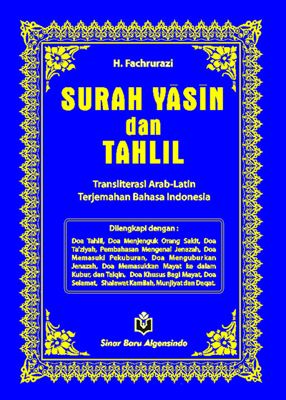 H. Fachrurazi
SURAH YĀSĪN
dan
TAHLIL
Transliterasi Arab-Latin
Terjemahan Bahasa Indonesia
Dilengkapi dengan :
Doa Tahlil, Doa Menjenguk Orang Sakit, Doa
Ta'ziyah, Pembahasan Mengenai Jenazah, Doa
Memasuki Pekuburan, Doa Menguburkan
Jenazah, Doa Memasukkan Mayat ke dalam
Kubur, dan Talqin, Doa Khusus Bagi Mayat, Doa
Selamat, Shalawat Kamilah, Munjiyat dan Doqat.
Sinar Baru Algensindo